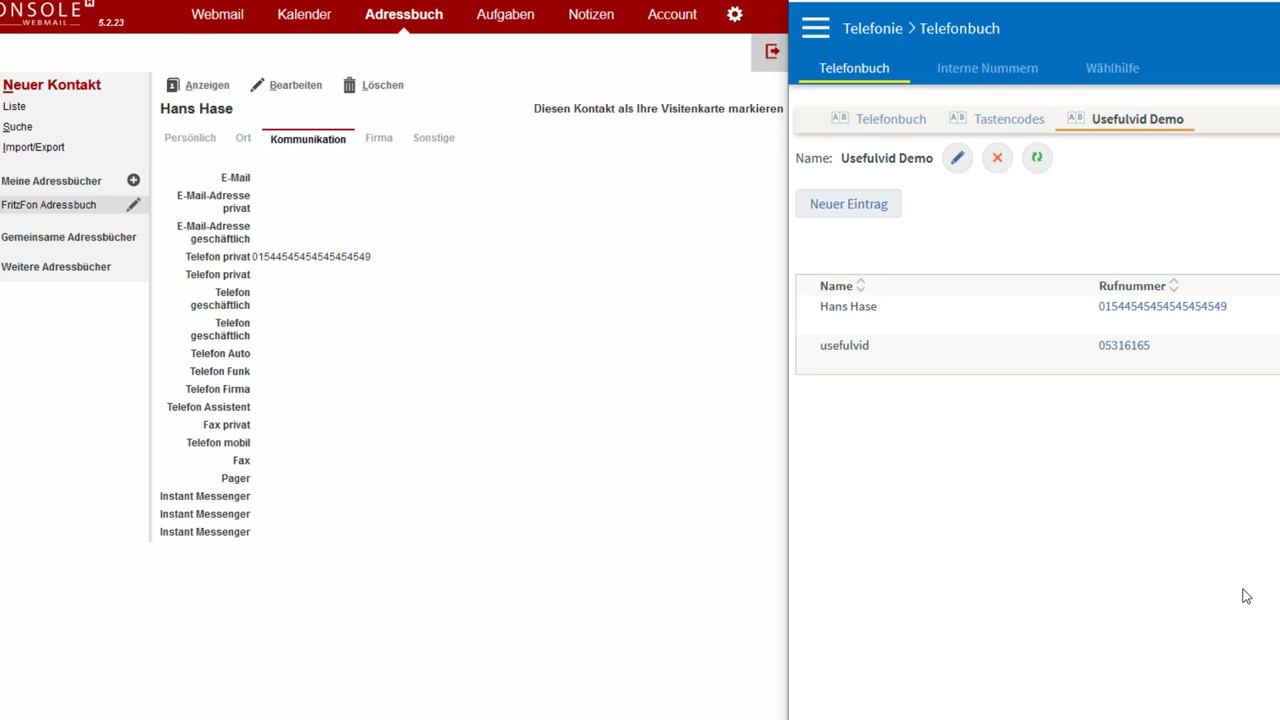 ONSOLE
WEBMAIL 5.2.23
Webmail Kalender Adressbuch Aufgaben Notizen Account
Neuer Kontakt
Liste
Suche
Import/Export
Meine Adressbücher
FritzFon Adressbuch
Gemeinsame Adressbücher
Weitere Adressbücher
Anzeigen Bearbeiten Löschen
Hans Hase
Diesen Kontakt als Ihre Visitenkarte markieren
Persönlich Ort Kommunikation Firma Sonstige
E-Mail
E-Mail-Adresse
privat
E-Mail-Adresse
geschäftlich
Telefon privat 01544545454545454549
Telefon privat
Telefon
geschäftlich
Telefon
geschäftlich
Telefon Auto
Telefon Funk
Telefon Firma
Telefon Assistent
Fax privat
Telefon mobil
Fax
Pager
Instant Messenger
Instant Messenger
Instant Messenger
Telefonie > Telefonbuch
Telefonbuch Interne Nummern Wählhilfe
Telefonbuch Tastencodes Usefulvid Demo
Name: Usefulvid Demo
Neuer Eintrag
Name Rufnummer
Hans Hase 01544545454545454549
usefulvid 05316165